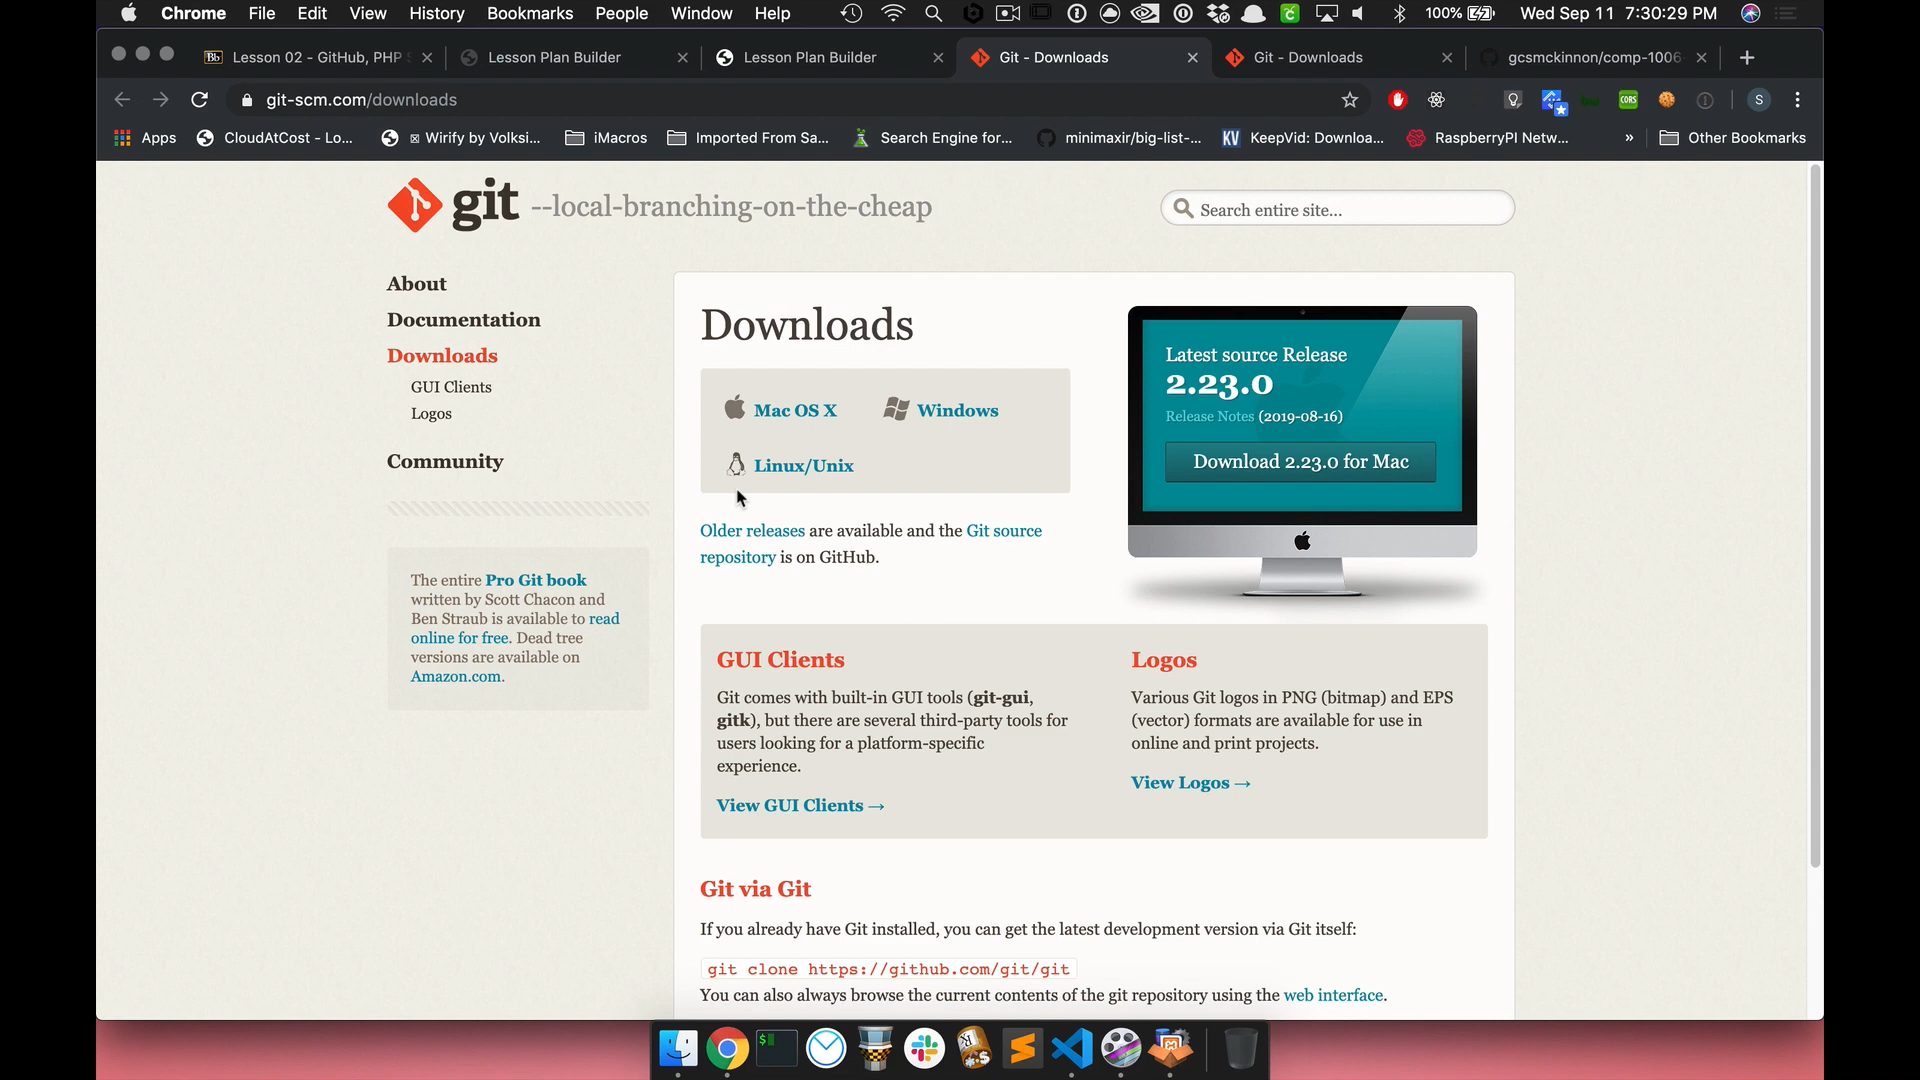 Chrome File Edit View History Bookmarks People Window Help 100% Wed Sep 11 7:30:29 PM
Lesson 02 - GitHub, PHP Lesson Plan Builder Lesson Plan Builder Git - Downloads Git - Downloads gcsmckinnon/comp-1006
git-scm.com/downloads CORS S
Apps CloudAtCost - Lo... Wirify by Volksi... iMacros Imported From Sa... Search Engine for... minimaxir/big-list-... KV KeepVid: Downloa... RaspberryPI Netw... » Other Bookmarks
git --local-branching-on-the-cheap
Search entire site...
About
Documentation
Downloads
GUI Clients
Logos
Community
The entire Pro Git book
written by Scott Chacon and
Ben Straub is available to read
online for free. Dead tree
versions are available on
Amazon.com.
Downloads
Mac OS X Windows
Linux/Unix
Older releases are available and the Git source
repository is on GitHub.
Latest source Release
2.23.0
Release Notes (2019-08-16)
Download 2.23.0 for Mac
GUI Clients
Git comes with built-in GUI tools (git-gui,
gitk), but there are several third-party tools for
users looking for a platform-specific
experience.
View GUI Clients →
Logos
Various Git logos in PNG (bitmap) and EPS
(vector) formats are available for use in
online and print projects.
View Logos →
Git via Git
If you already have Git installed, you can get the latest development version via Git itself:
git clone https://github.com/git/git
You can also always browse the current contents of the git repository using the web interface.